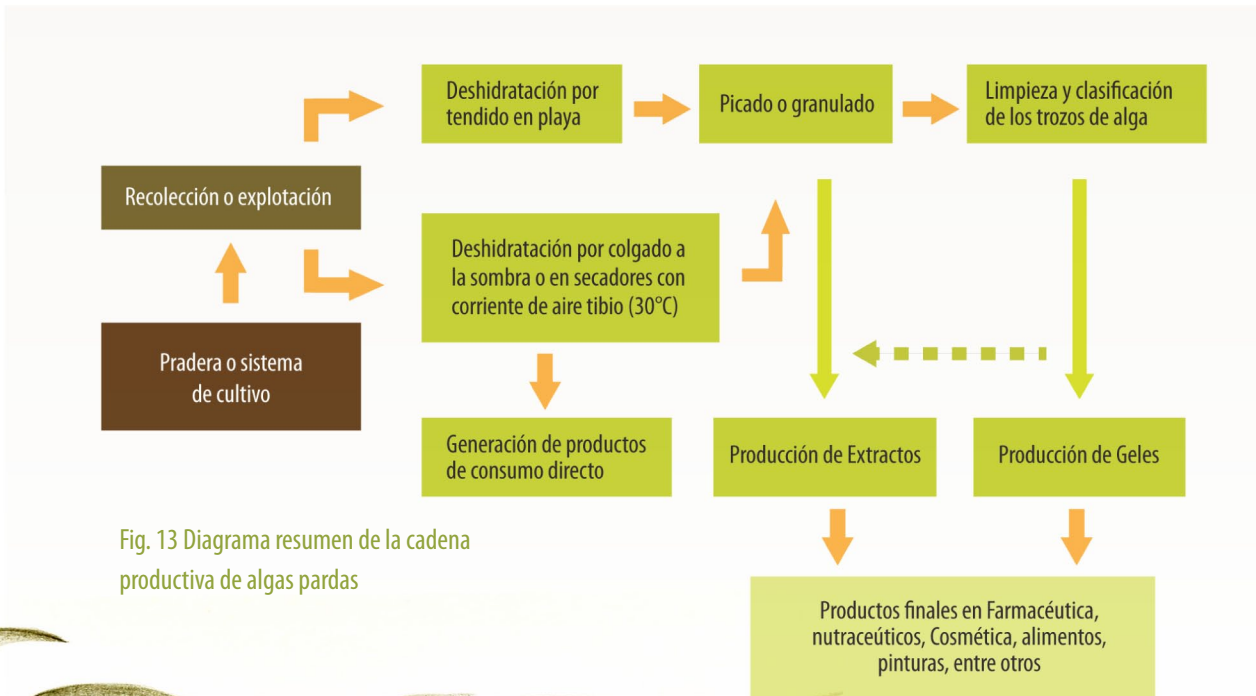 Deshidratación por
tendido en playa
Picado o granulado
Limpieza y clasificación
de los trozos de alga
Recolección o explotación
Deshidratación por colgado a
la sombra o en secadores con
corriente de aire tibio (30°C)
Pradera o sistema
de cultivo
Generación de productos
de consumo directo
Producción de Extractos
Producción de Geles
Fig. 13 Diagrama resumen de la cadena
productiva de algas pardas
Productos finales en Farmacéutica,
nutraceúticos, Cosmética, alimentos,
pinturas, entre otros